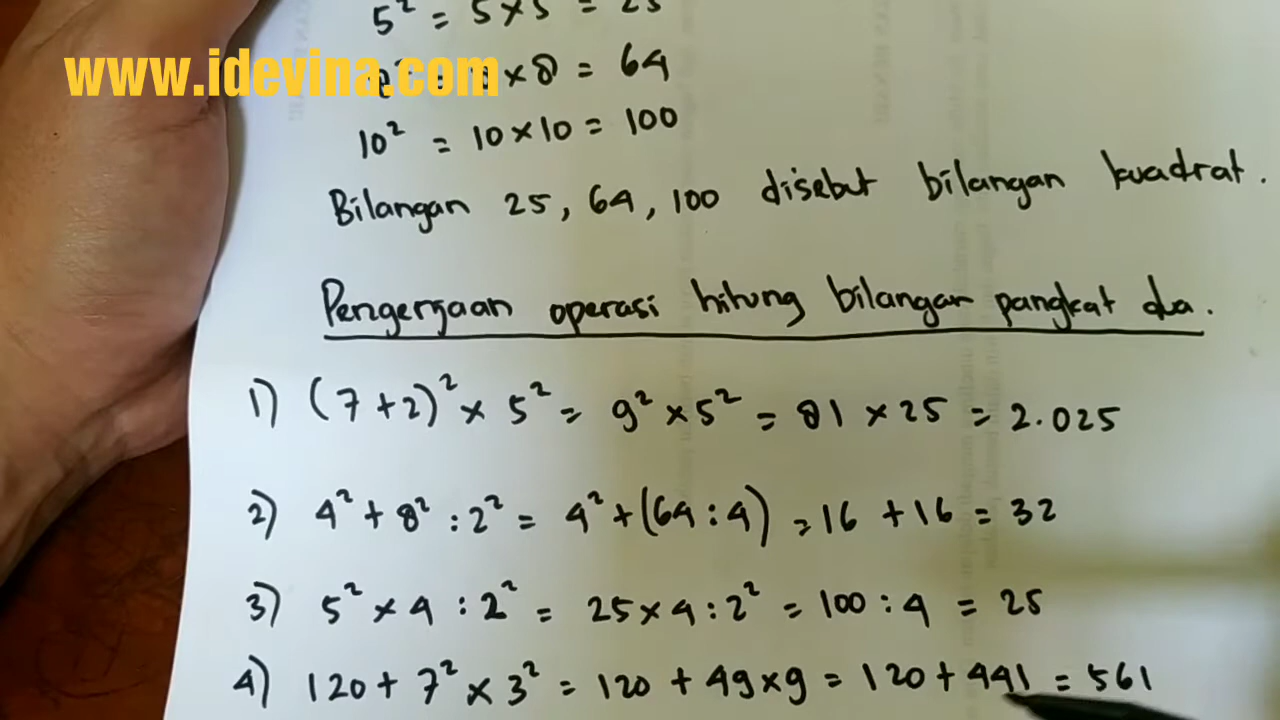 5² = 5 × 5 = 25
www.idevina.com
× 8 = 64
10² = 10 × 10 = 100
Bilangan 25, 64, 100 disebut bilangan kuadrat.
Pengerjaan operasi hitung bilangan pangkat dua.
1) (7 + 2)² × 5² = 9² × 5² = 81 × 25 = 2.025
2) 4² + 8² : 2² = 4² + (64 : 4) = 16 + 16 = 32
3) 5² × 4 : 2² = 25 × 4 : 2² = 100 : 4 = 25
4) 120 + 7² × 3² = 120 + 49 × 9 = 120 + 441 = 561